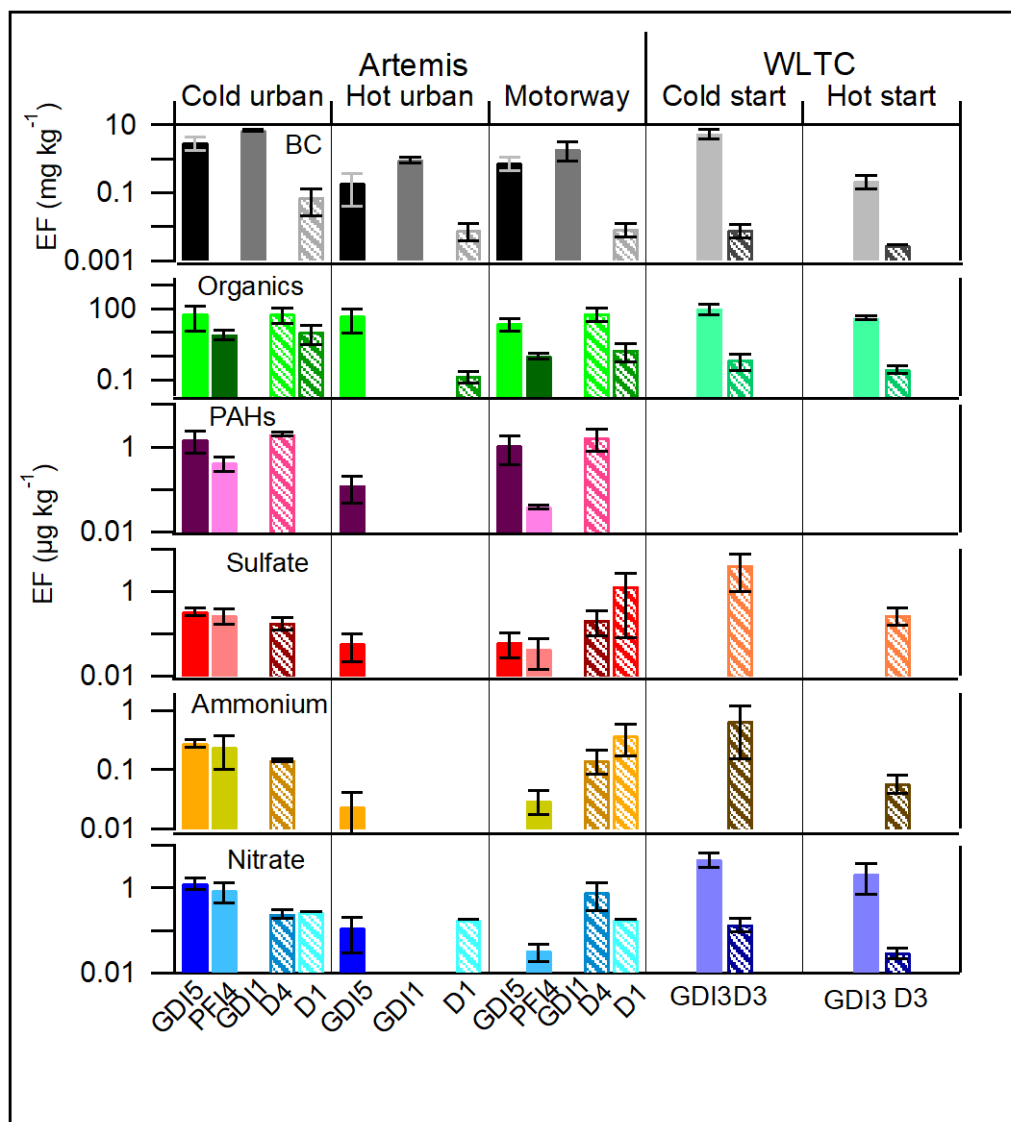 Artemis WLTC
Cold urban Hot urban Motorway Cold start Hot start
EF (mg kg⁻¹)
10
0.1
0.001
BC
EF (µg kg⁻¹)
Organics
100
0.1
PAHs
1
0.01
Sulfate
1
0.01
Ammonium
1
0.1
0.01
Nitrate
1
0.01
GDI5 PFI4 GDI1 D4 D1 GDI5 GDI1 D1 GDI5 PFI4 GDI1 D4 D1 GDI3 D3 GDI3 D3